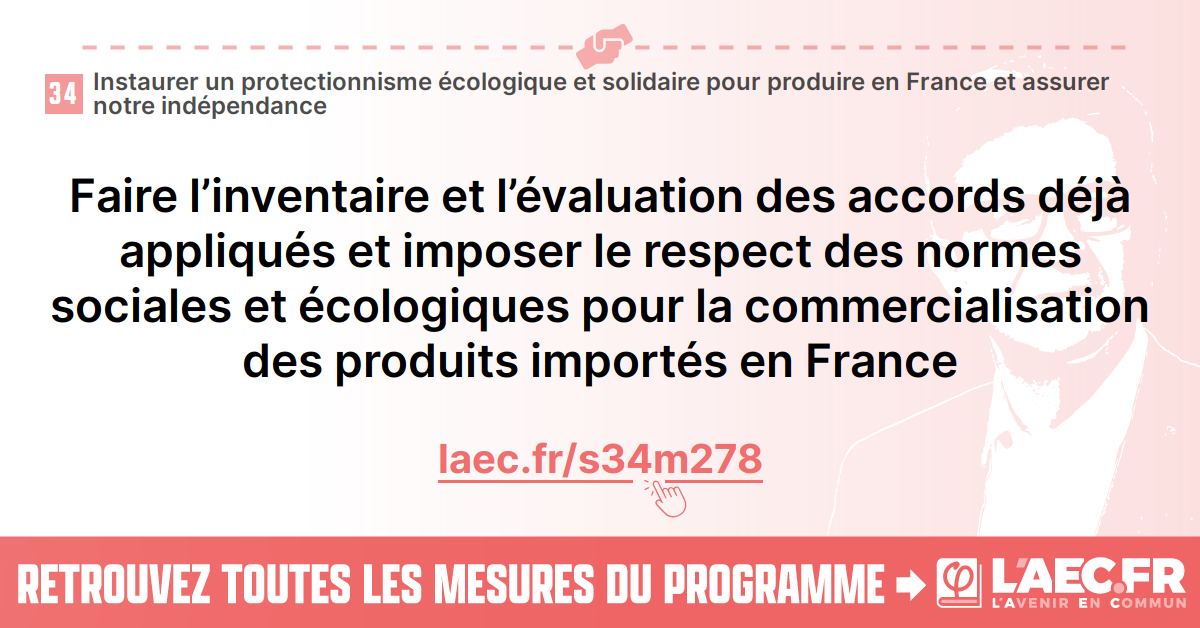 34
Instaurer un protectionnisme écologique et solidaire pour produire en France et assurer
notre indépendance
Faire l’inventaire et l’évaluation des accords déjà
appliqués et imposer le respect des normes
sociales et écologiques pour la commercialisation
des produits importés en France
laec.fr/s34m278
RETROUVEZ TOUTES LES MESURES DU PROGRAMME
φ
L'AEC.FR
L'AVENIR EN COMMUN